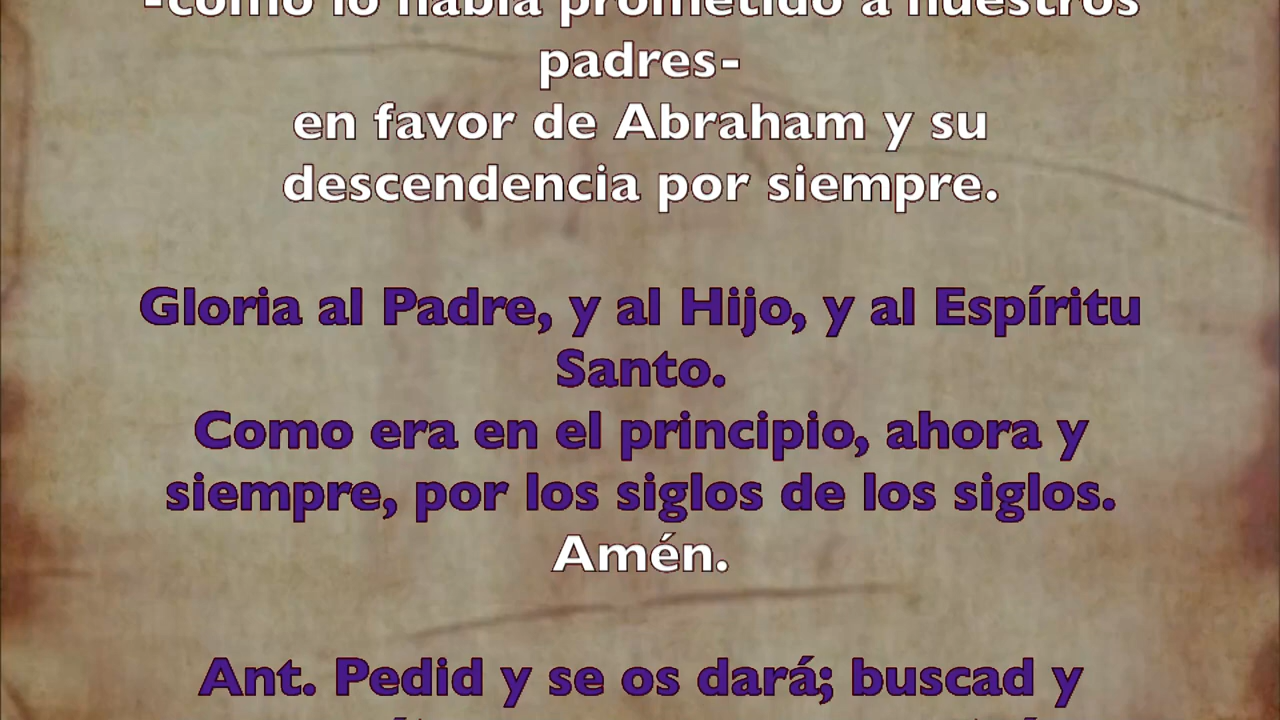 -como lo había prometido a nuestros
padres-
en favor de Abraham y su
descendencia por siempre.
Gloria al Padre, y al Hijo, y al Espíritu
Santo.
Como era en el principio, ahora y
siempre, por los siglos de los siglos.
Amén.
Ant. Pedid y se os dará; buscad y